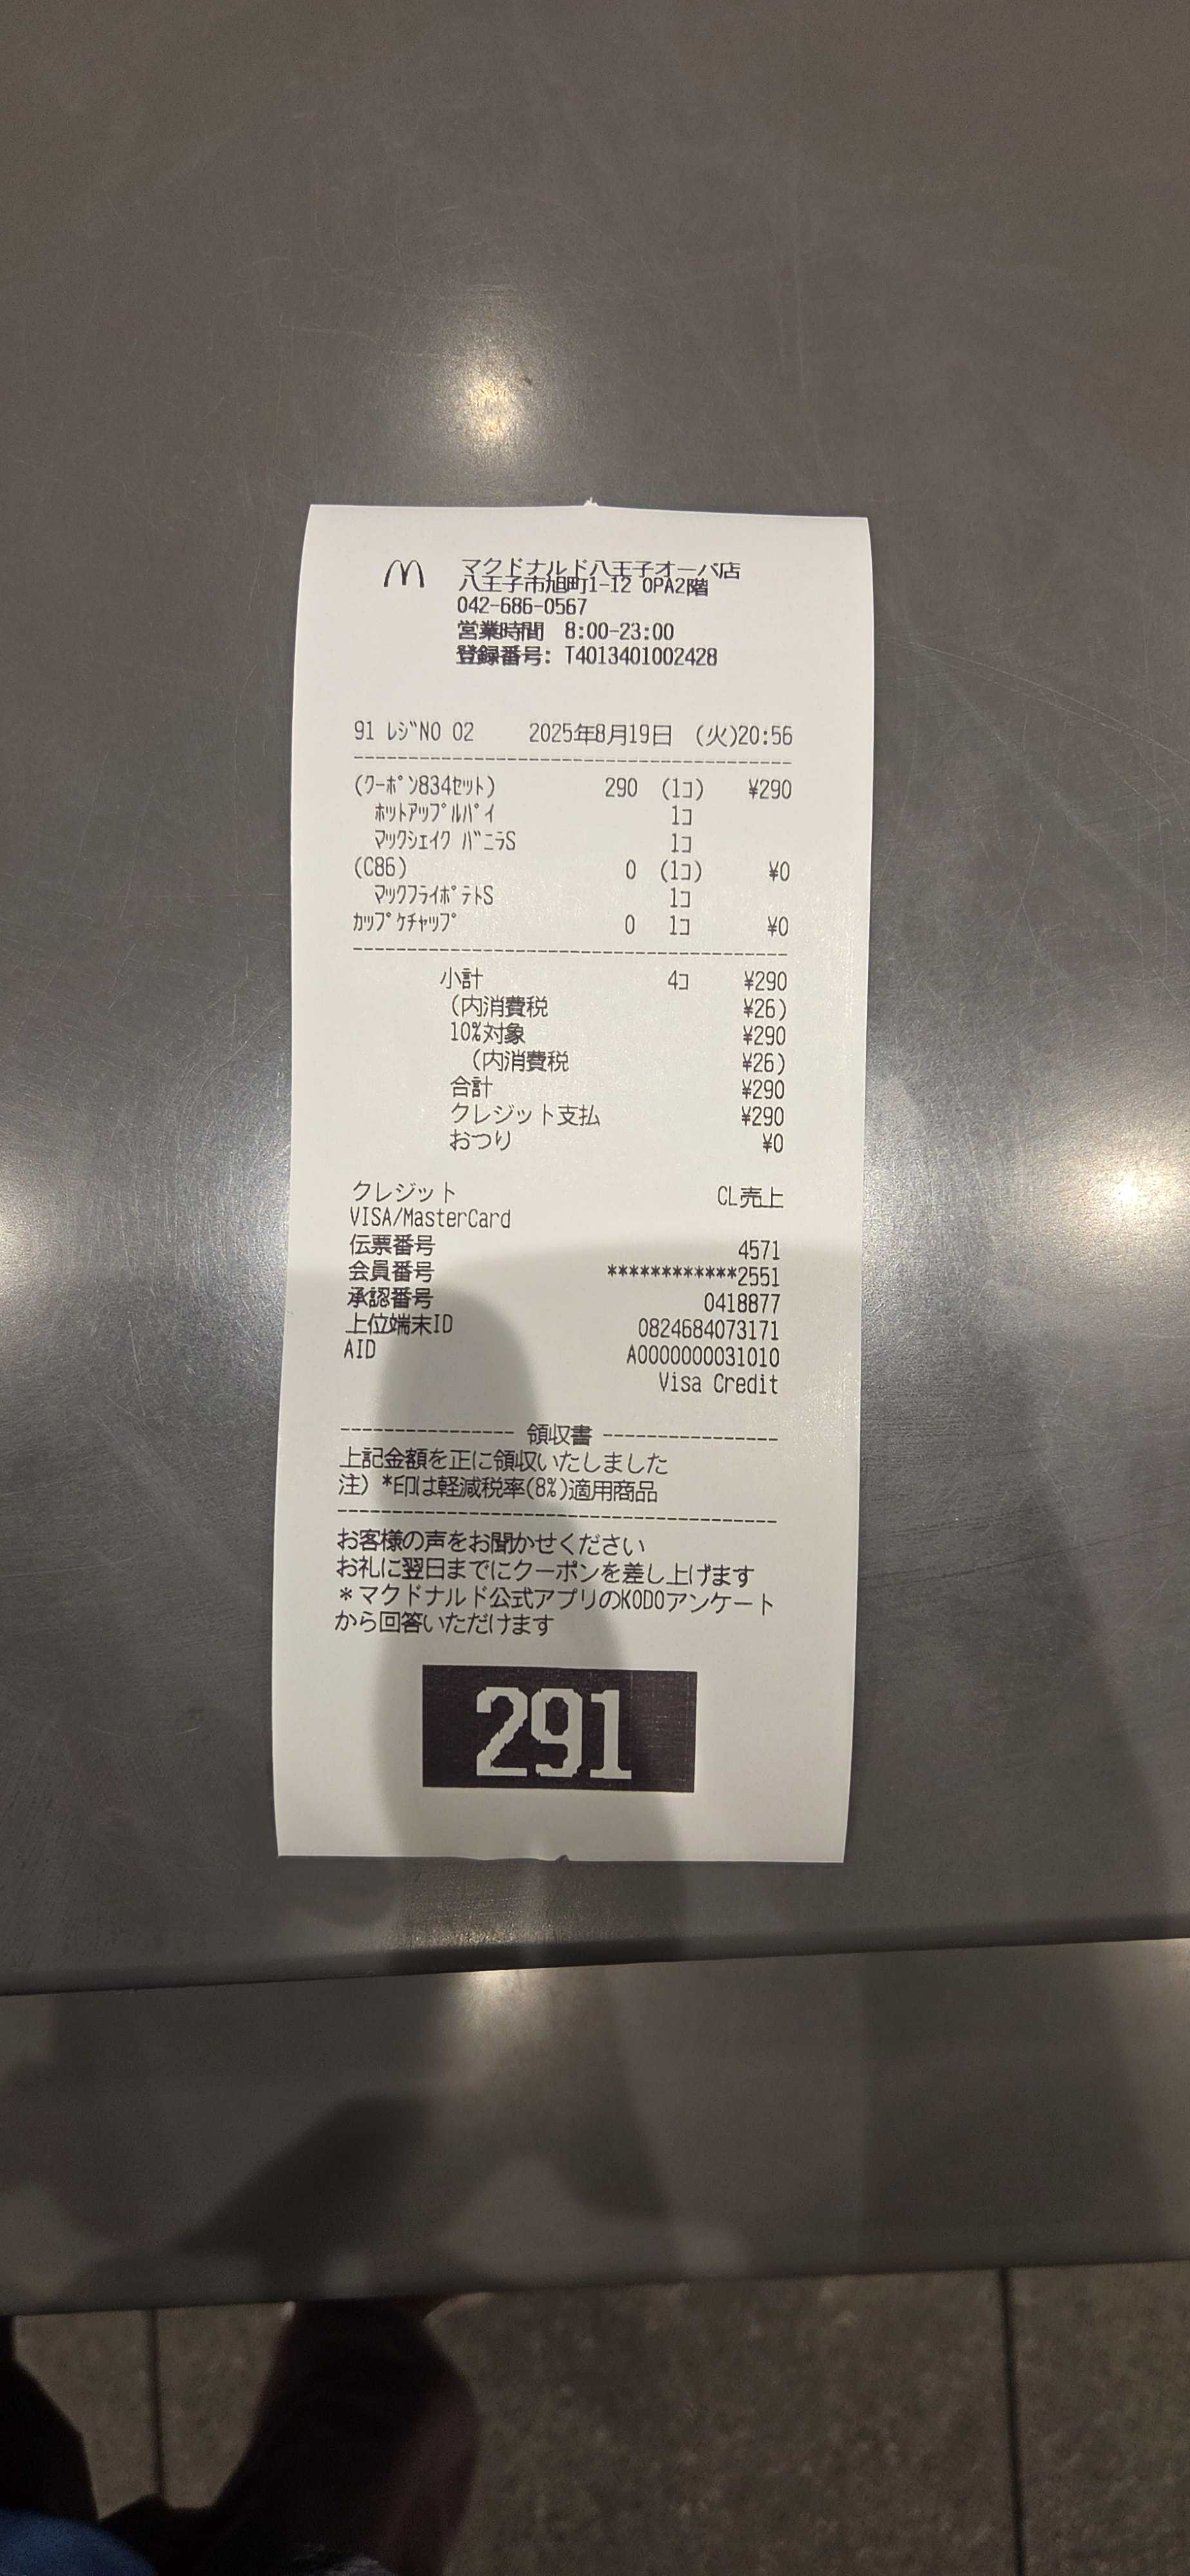 マクドナルド八王子オーパ店
八王子市旭町1-12 OPA2階
042-686-0567
営業時間 8:00-23:00
登録番号: T4013401002428
91 ﾚｼﾞNO 02 2025年8月19日 (火)20:56
(ｸｰﾎﾟﾝ834ｾｯﾄ) 290 (1ｺ) ¥290
ﾎｯﾄｱｯﾌﾟﾙﾊﾟｲ 1ｺ
ﾏｯｸｼｪｲｸ ﾊﾞﾆﾗS 1ｺ
(C86) 0 (1ｺ) ¥0
ﾏｯｸﾌﾗｲﾎﾟﾃﾄS 1ｺ
ｶｯﾌﾟｹﾁｬｯﾌﾟ 0 1ｺ ¥0
小計 4ｺ ¥290
(内消費税 ¥26)
10%対象 ¥290
(内消費税 ¥26)
合計 ¥290
クレジット支払 ¥290
おつり ¥0
クレジット CL売上
VISA/MasterCard
伝票番号 4571
会員番号 ************2551
承認番号 0418877
上位端末ID 0824684073171
AID A0000000031010
Visa Credit
---------------- 領収書 ----------------
上記金額を正に領収いたしました
注) *印は軽減税率(8%)適用商品
お客様の声をお聞かせください
お礼に翌日までにクーポンを差し上げます
＊マクドナルド公式アプリのKODOアンケート
から回答いただけます
291